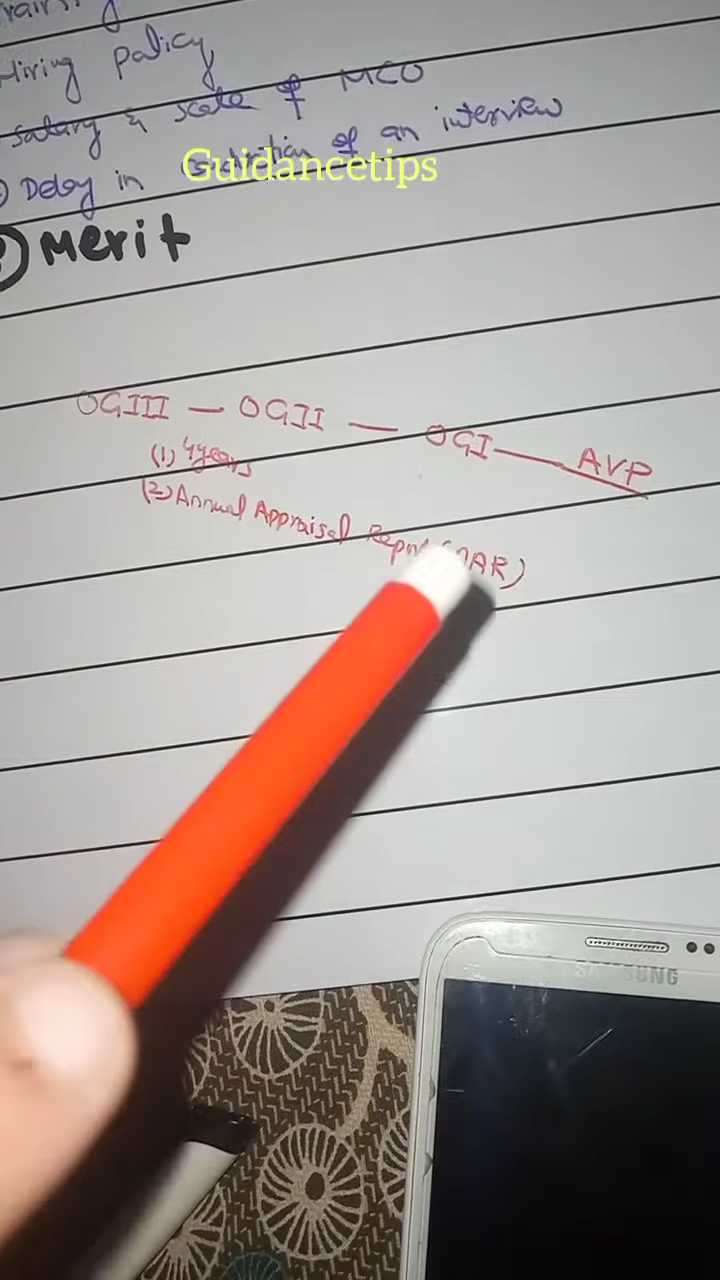 Hiring policy
salary & scale of MCO
Delay in of an interview
Guidancetips
Merit
OGIII — OGII — OGI — AVP
(1) 4 years
(2) Annual Appraisal Report (AAR)
SAMSUNG